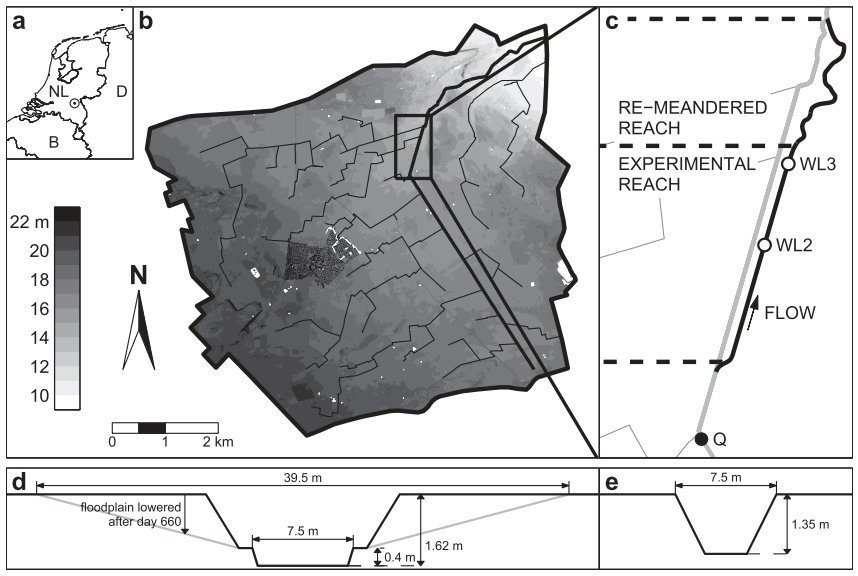 a
NL
D
B
b
22 m
20
18
16
14
12
10
N
0
1
2 km
c
RE−MEANDERED
REACH
EXPERIMENTAL
REACH
WL3
WL2
FLOW
Q
d
39.5 m
floodplain lowered
after day 660
7.5 m
1.62 m
0.4 m
e
7.5 m
1.35 m